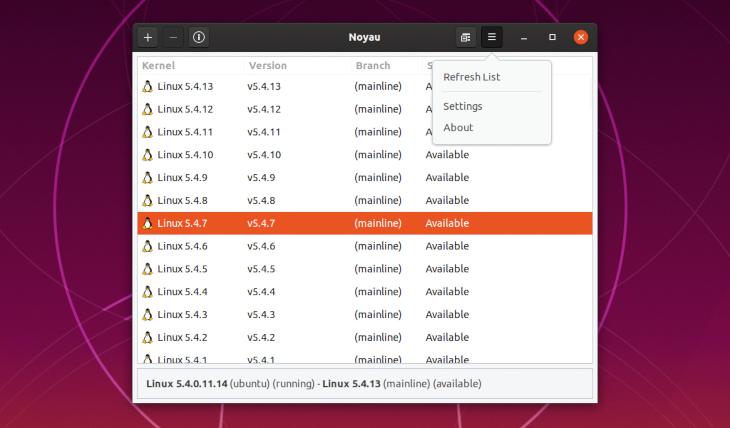 Noyau
Kernel Version Branch S
Refresh List
Settings
About
Linux 5.4.13 v5.4.13 (mainline) A
Linux 5.4.12 v5.4.12 (mainline) A
Linux 5.4.11 v5.4.11 (mainline) A
Linux 5.4.10 v5.4.10 (mainline) Available
Linux 5.4.9 v5.4.9 (mainline) Available
Linux 5.4.8 v5.4.8 (mainline) Available
Linux 5.4.7 v5.4.7 (mainline) Available
Linux 5.4.6 v5.4.6 (mainline) Available
Linux 5.4.5 v5.4.5 (mainline) Available
Linux 5.4.4 v5.4.4 (mainline) Available
Linux 5.4.3 v5.4.3 (mainline) Available
Linux 5.4.2 v5.4.2 (mainline) Available
Linux 5.4.1 v5.4.1 (mainline) Available
Linux 5.4.0.11.14 (ubuntu) (running) - Linux 5.4.13 (mainline) (available)